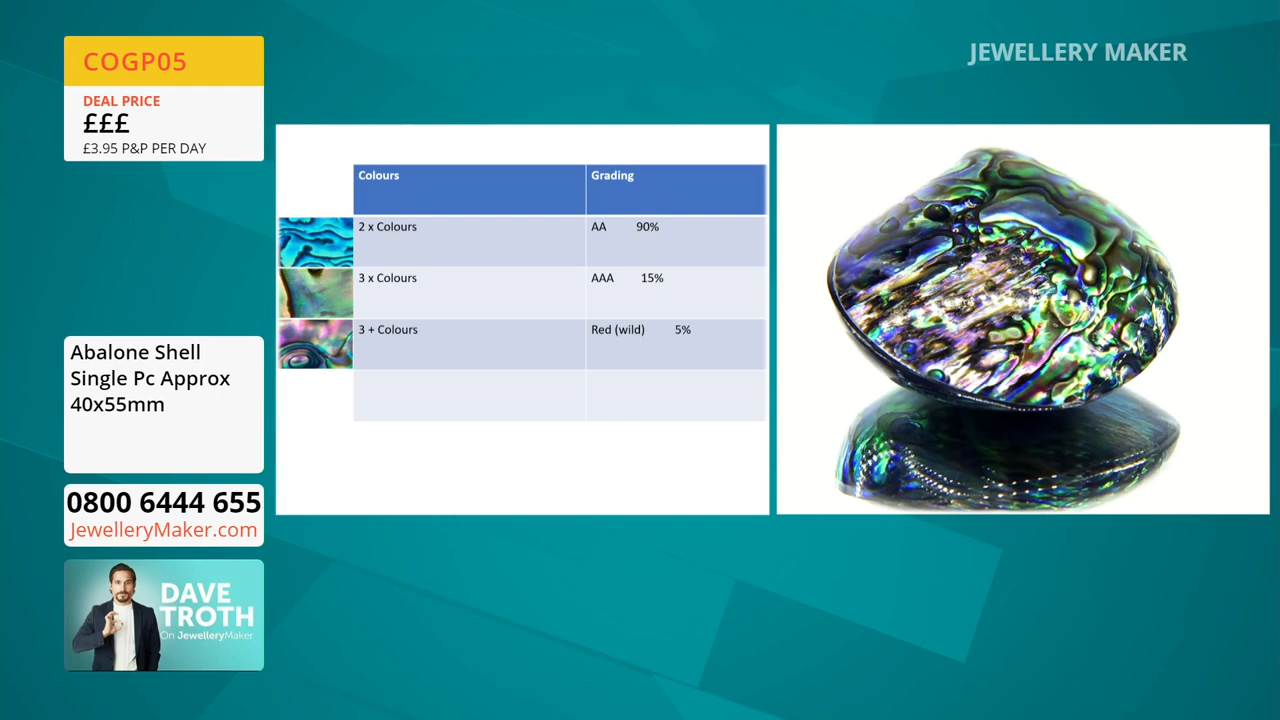 COGP05
DEAL PRICE
£££
£3.95 P&P PER DAY
JEWELLERY MAKER
Colours Grading
2 x Colours AA 90%
3 x Colours AAA 15%
3 + Colours Red (wild) 5%
Abalone Shell
Single Pc Approx
40x55mm
0800 6444 655
JewelleryMaker.com
DAVE
TROTH
On JewelleryMaker